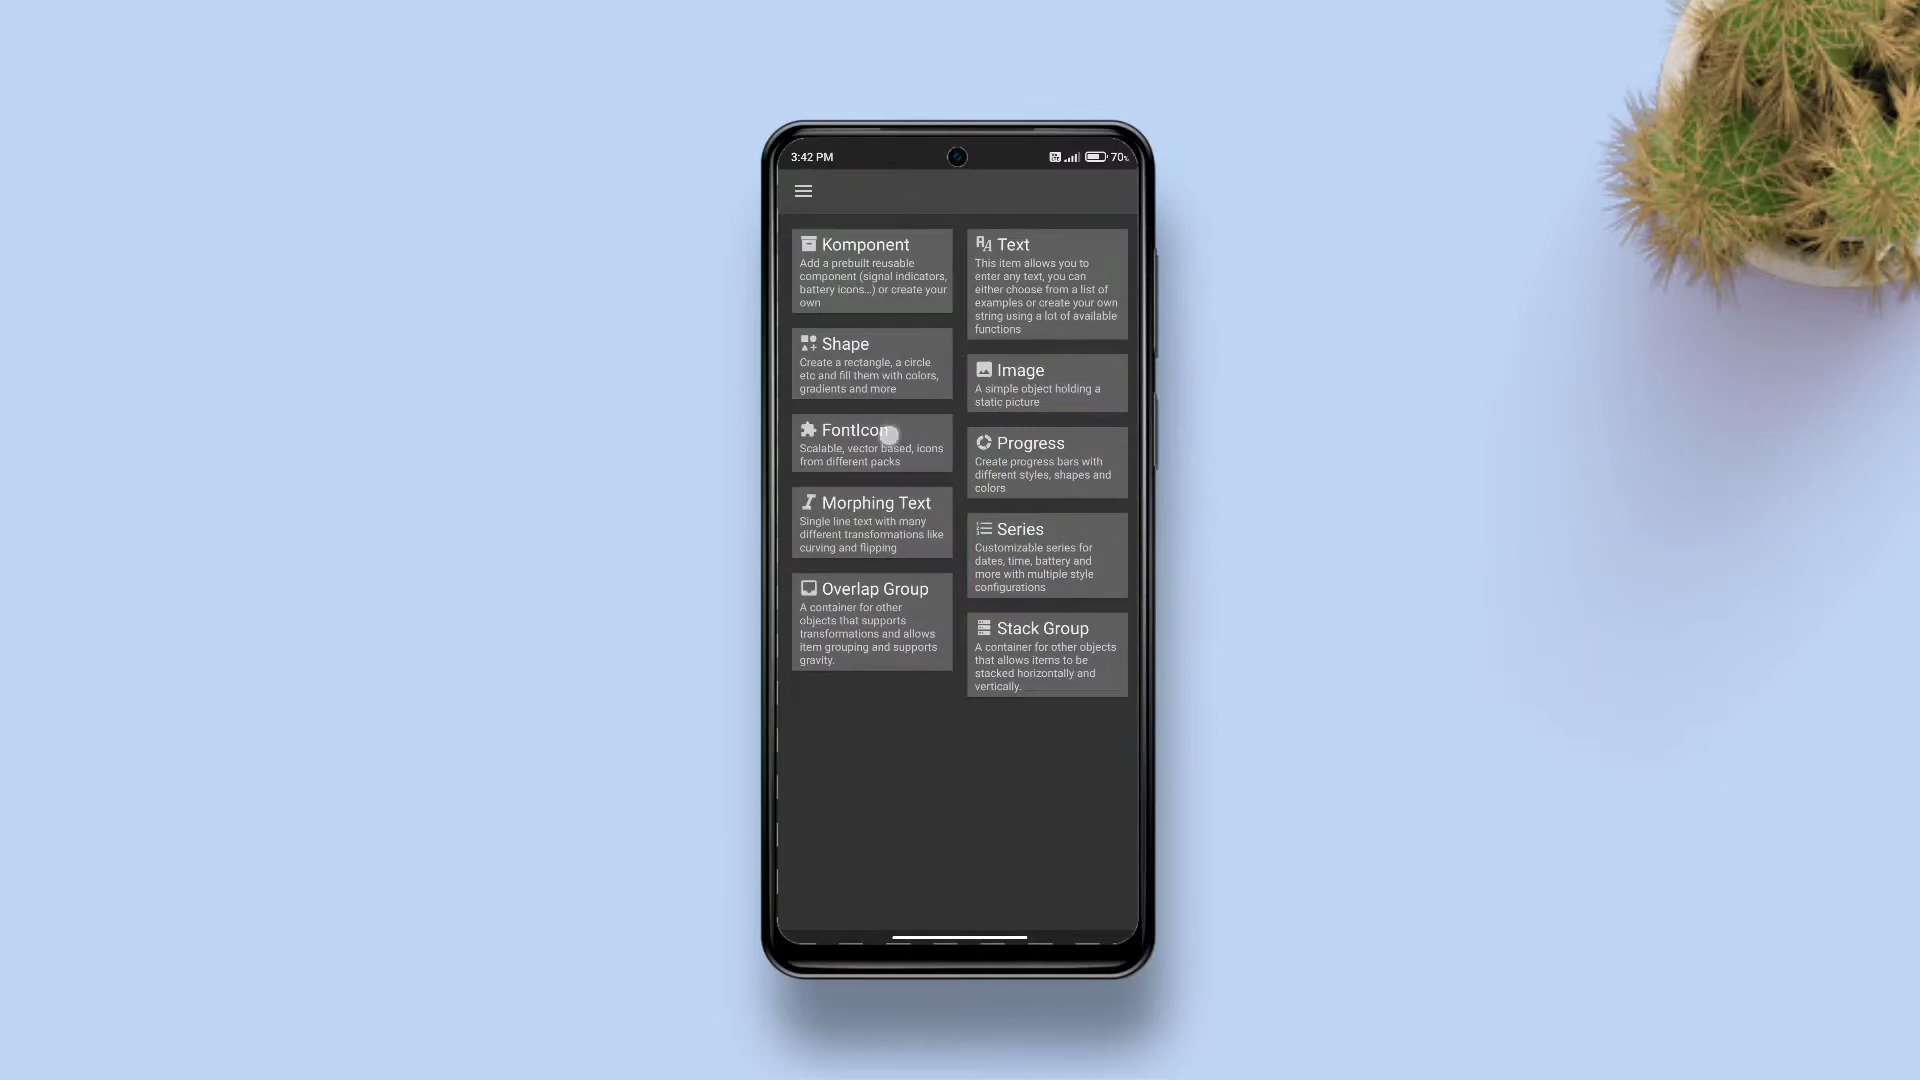 3:42 PM
70%
Komponent
Add a prebuilt reusable
component (signal indicators,
battery icons...) or create your
own
Shape
Create a rectangle, a circle
etc and fill them with colors,
gradients and more
FontIcon
Scalable, vector based, icons
from different packs
Morphing Text
Single line text with many
different transformations like
curving and flipping
Overlap Group
A container for other
objects that supports
transformations and allows
item grouping and supports
gravity.
Text
This item allows you to
enter any text, you can
either choose from a list of
examples or create your own
string using a lot of available
functions
Image
A simple object holding a
static picture
Progress
Create progress bars with
different styles, shapes and
colors
Series
Customizable series for
dates, time, battery and
more with multiple style
configurations
Stack Group
A container for other objects
that allows items to be
stacked horizontally and
vertically.